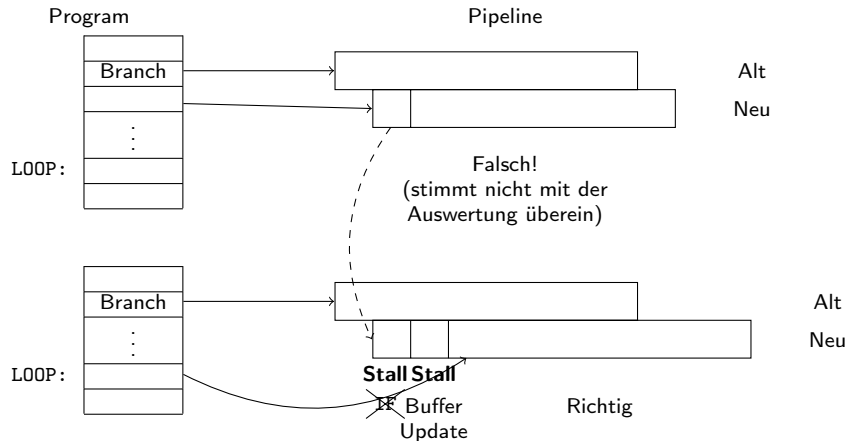 Program
Pipeline
Branch
Alt
Neu
⋮
LOOP:
Falsch!
(stimmt nicht mit der
Auswertung überein)
Branch
Alt
⋮
Neu
LOOP:
Stall Stall
IF Buffer
Richtig
Update